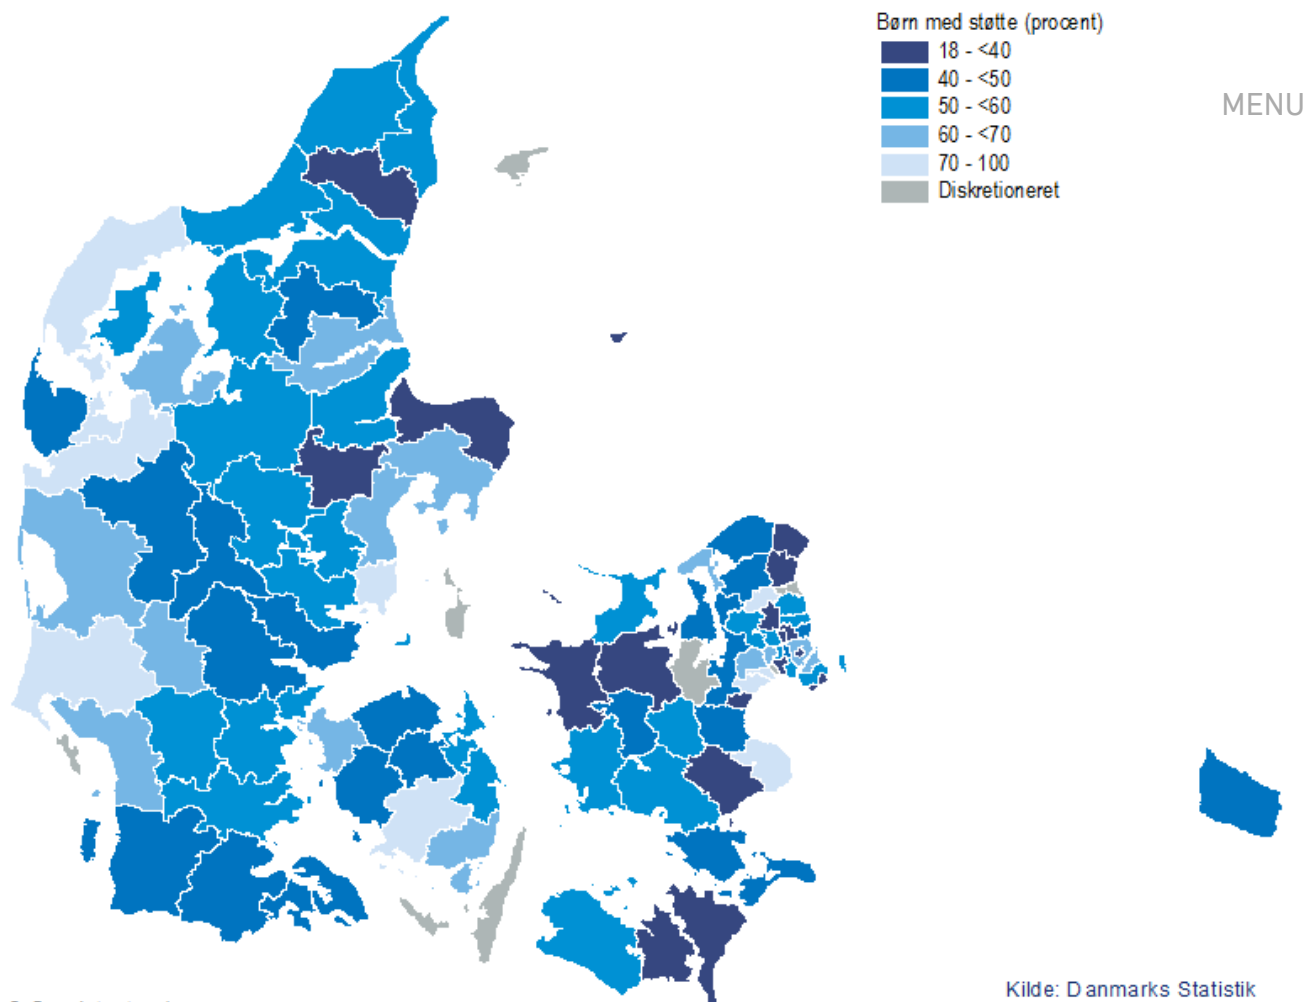 Børn med støtte (procent)
18 - <40
40 - <50
50 - <60
60 - <70
70 - 100
Diskretioneret
MENU
Kilde: Danmarks Statistik